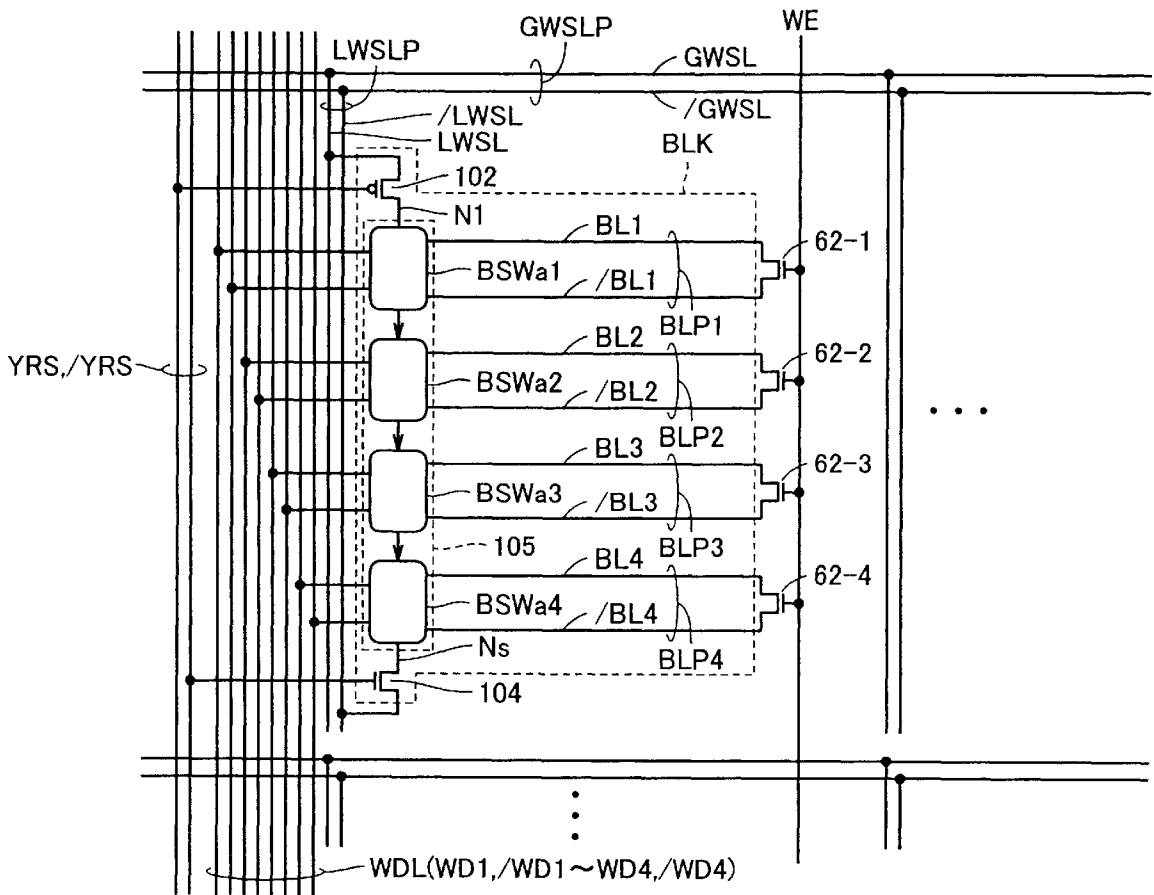 WE
GWSLP
LWSLP
GWSL
/GWSL
/LWSL
LWSL
BLK
102
N1
62-1
BL1
BSWa1
/BL1
BLP1
BL2
62-2
YRS,/YRS
BSWa2
/BL2
BLP2
BL3
62-3
BSWa3
/BL3
105
BLP3
BL4
62-4
BSWa4
/BL4
Ns
BLP4
104
WDL(WD1,/WD1~WD4,/WD4)